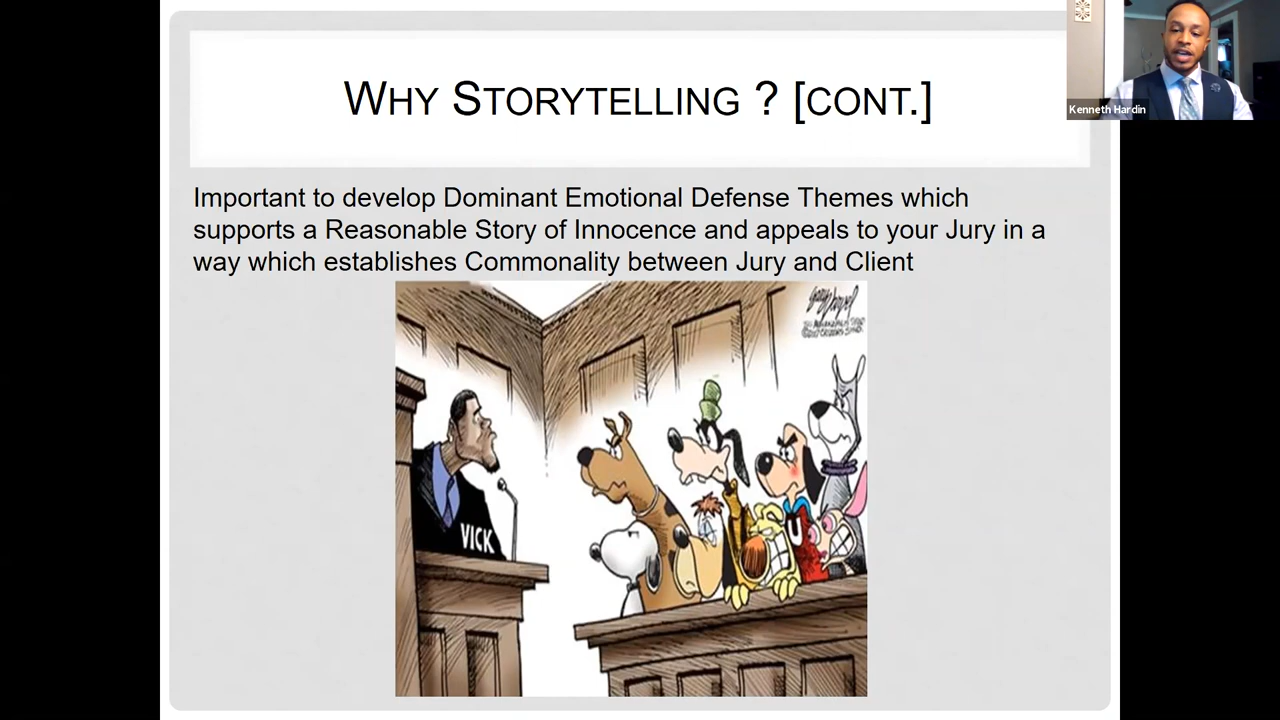 WHY STORYTELLING ? [CONT.]
Kenneth Hardin
Important to develop Dominant Emotional Defense Themes which
supports a Reasonable Story of Innocence and appeals to your Jury in a
way which establishes Commonality between Jury and Client
VICK
U